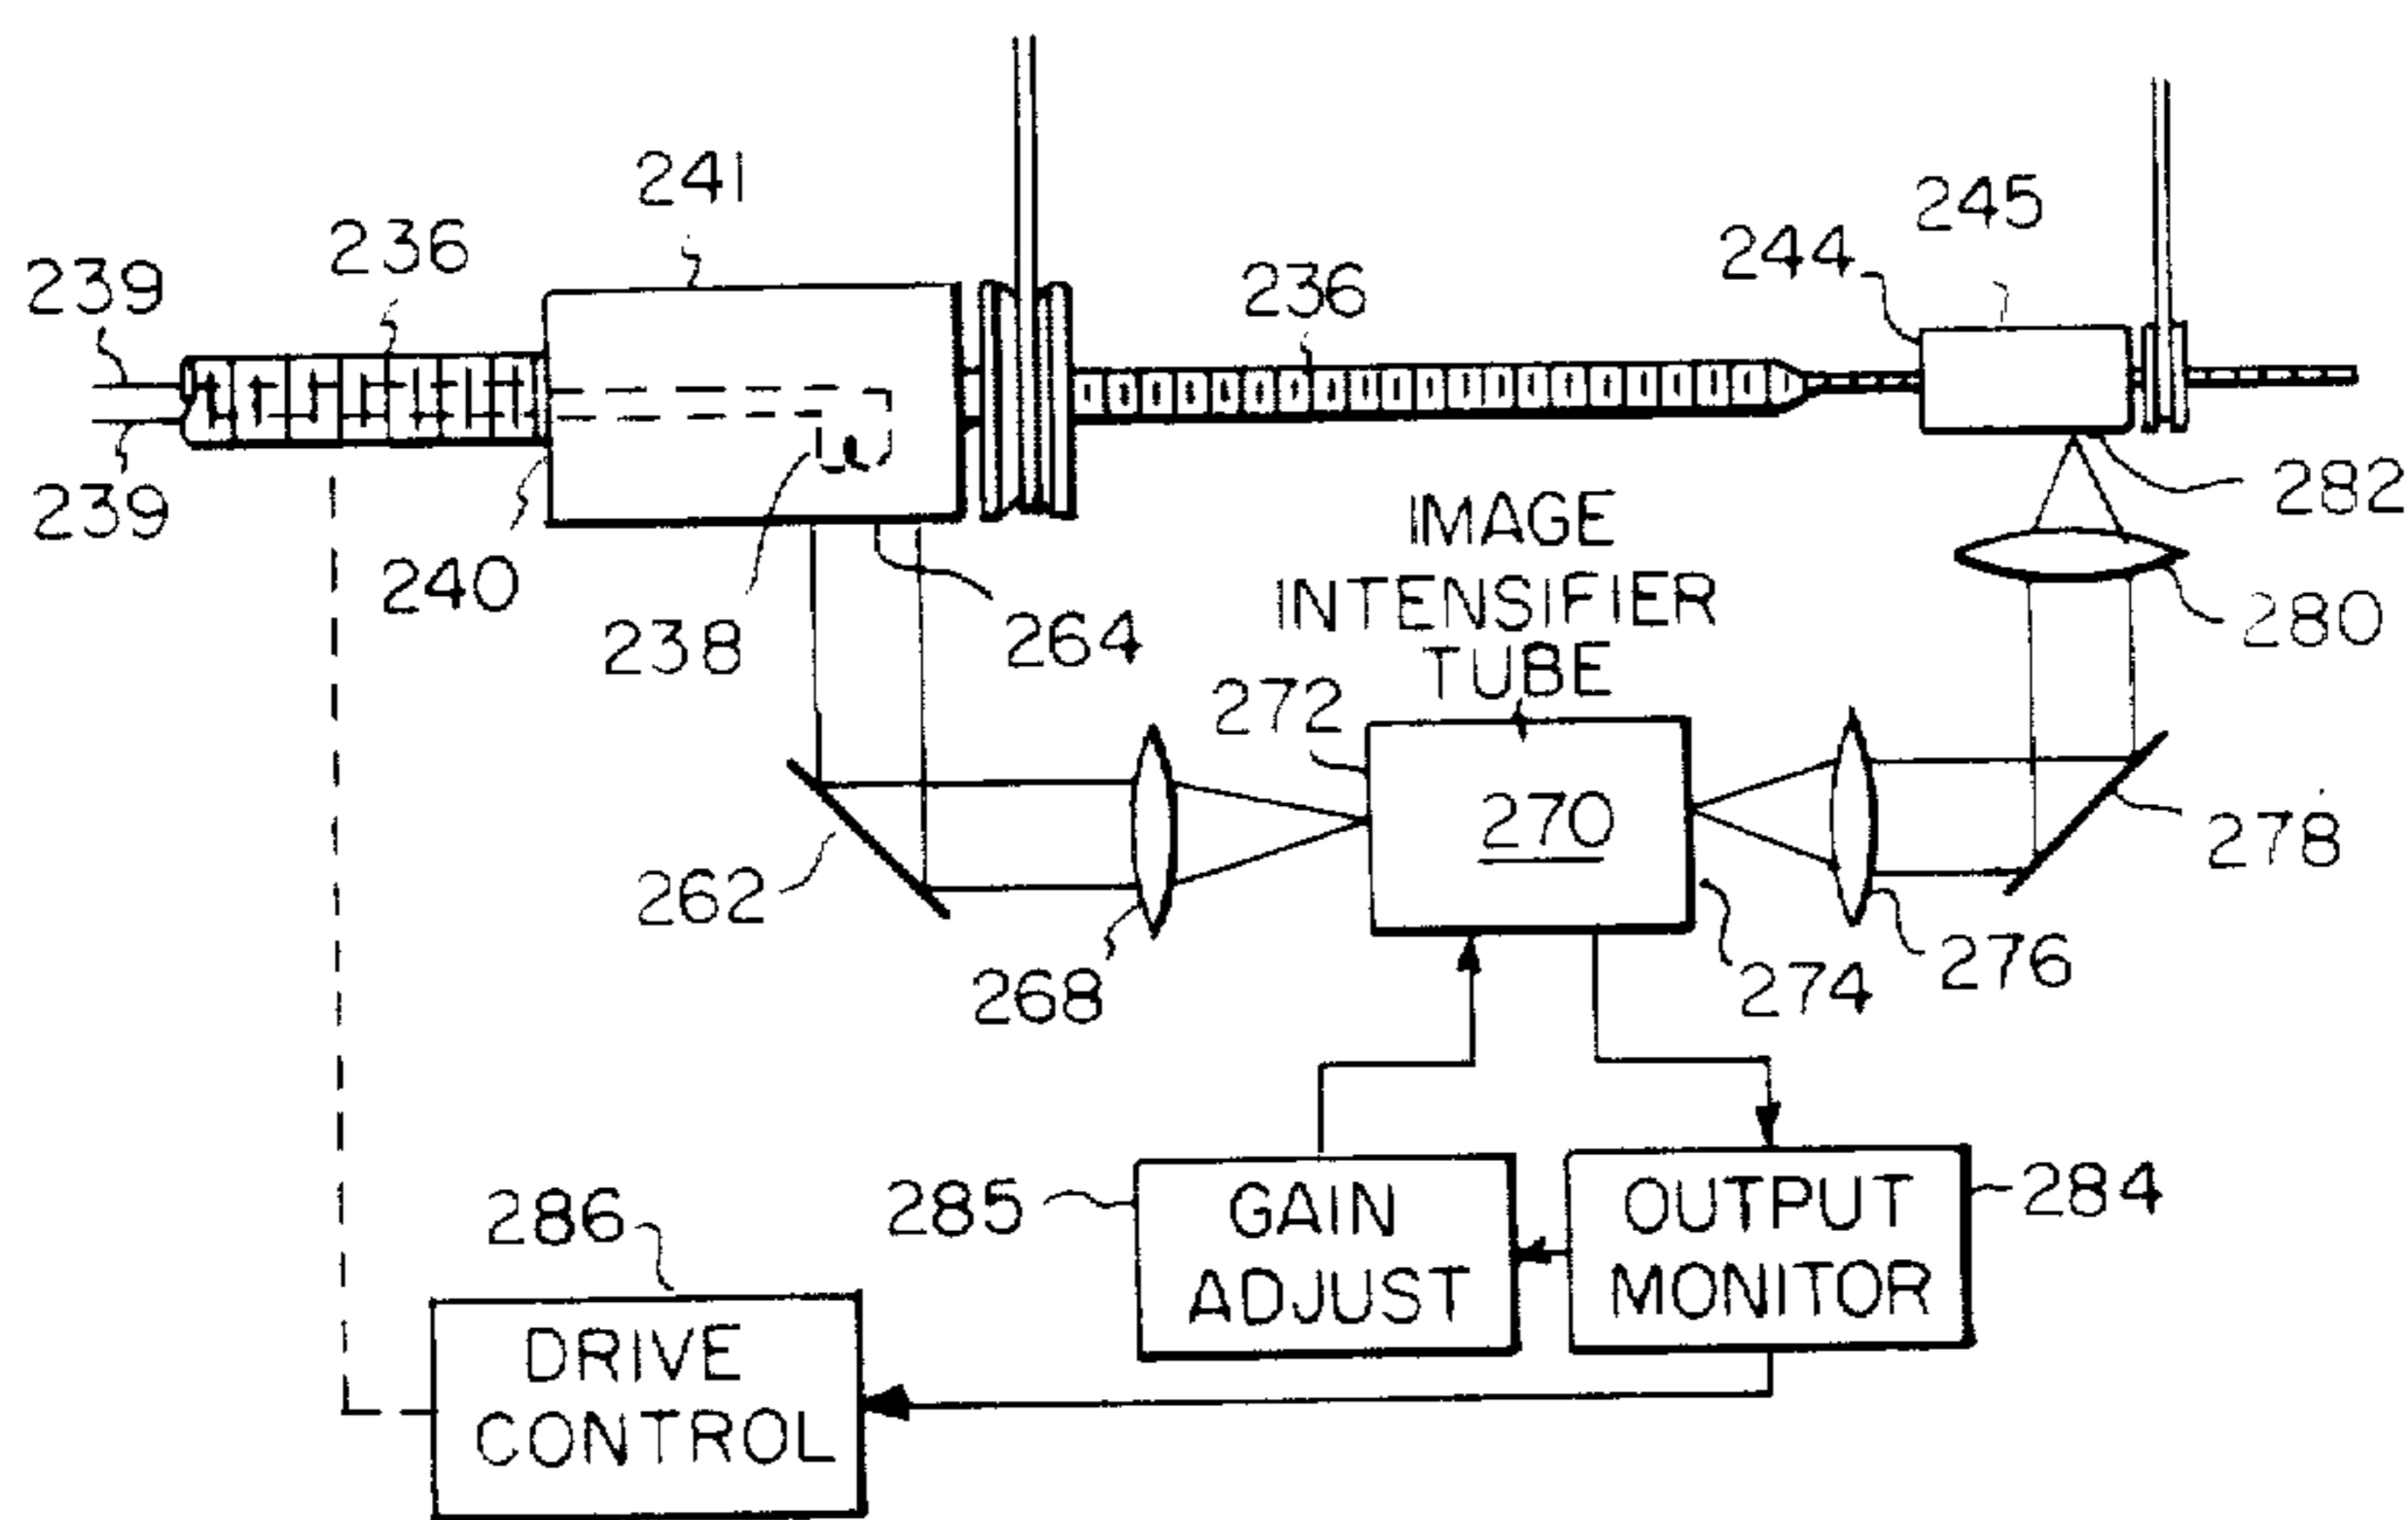 241
245
236
244
239
236
239
282
IMAGE
INTENSIFIER
TUBE
240
238
264
280
272
270
278
262
268
274
276
286
285
GAIN
ADJUST
OUTPUT
MONITOR
284
DRIVE
CONTROL